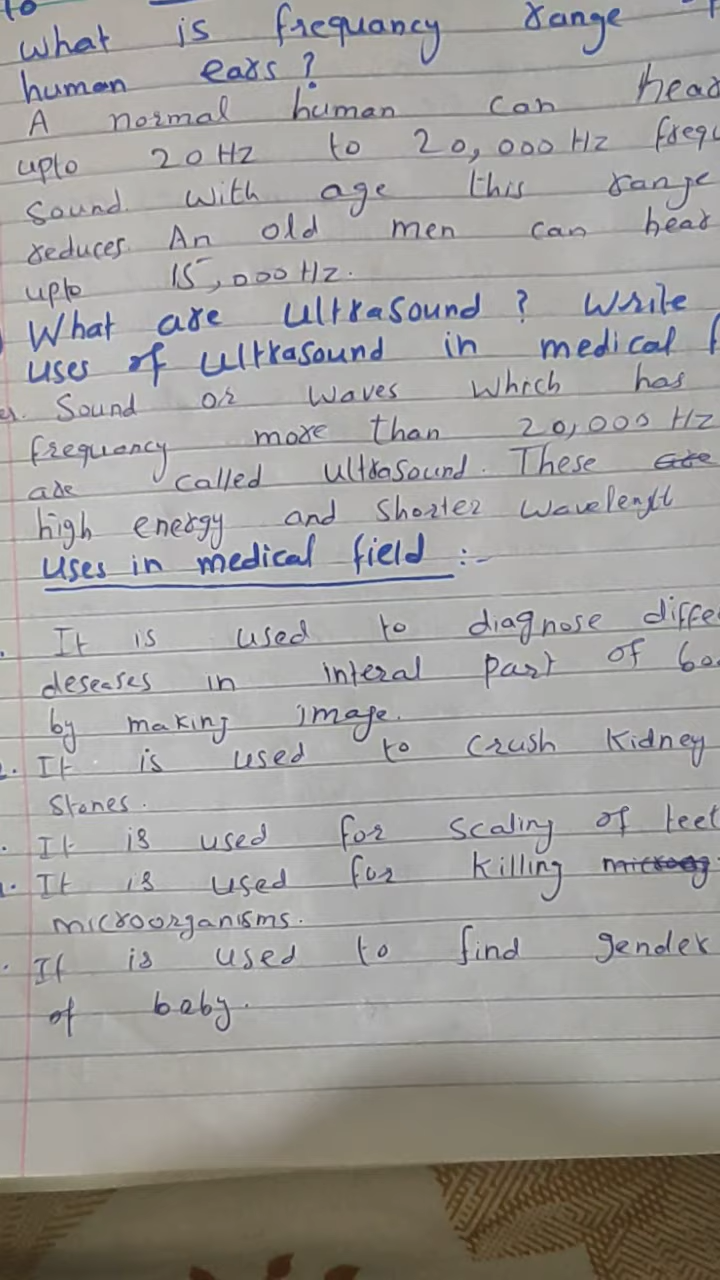 to
What is frequancy range
human ears?
A normal human can hear
upto 20 Hz to 20,000 Hz frequ
Sound. With age this range
reduces. An old men can hear
upto 15,000 Hz.
What are Ultrasound? Write
uses of Ultrasound in medical f
Sound or waves which has
frequency more than 20,000 Hz
are called ultrasound. These are
high energy and shorter wavelengt
Uses in medical field :-
It is used to diagnose diffe
deseases in interal part of bo
by making image.
2. It is used to crush Kidney
Stones.
It is used for scaling of teet
It is used for killing microorg
microorganisms.
It is used to find gender
of baby.